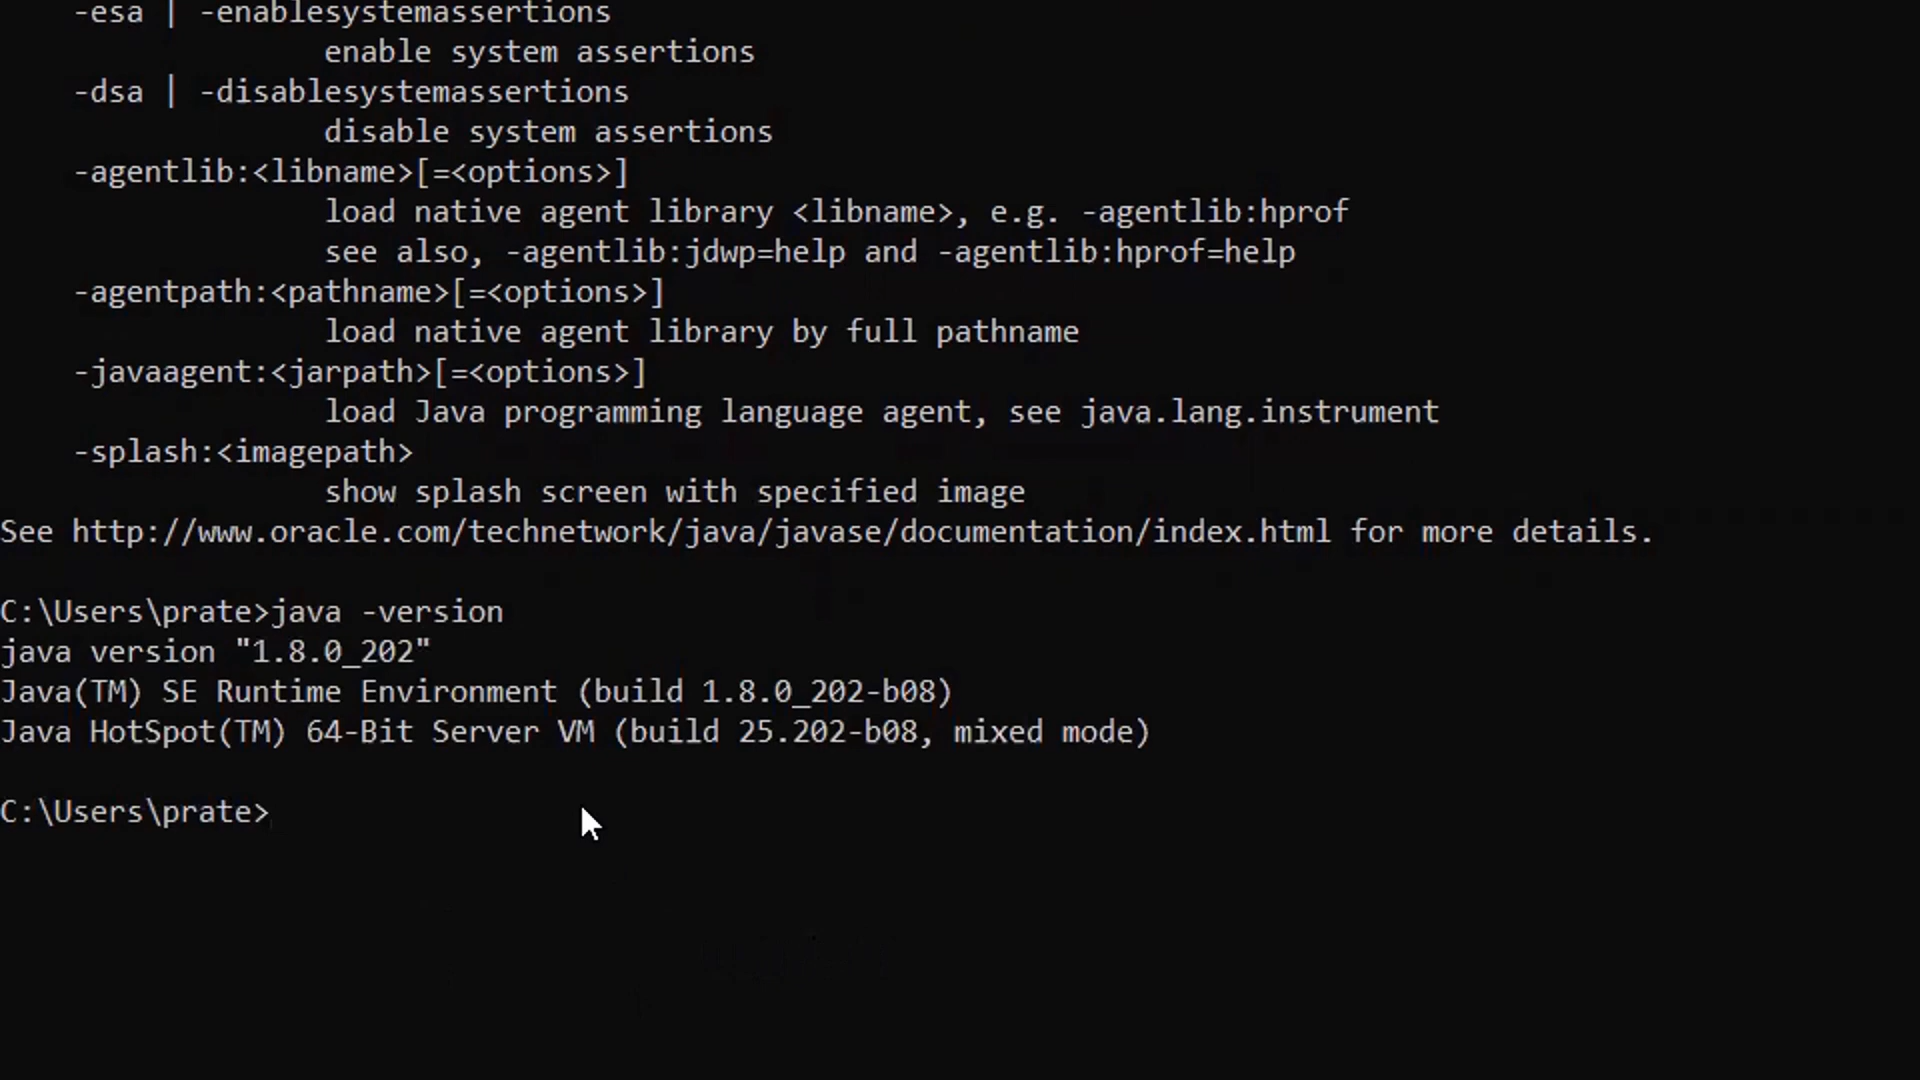 -esa | -enablesystemassertions
enable system assertions
-dsa | -disablesystemassertions
disable system assertions
-agentlib:<libname>[=<options>]
load native agent library <libname>, e.g. -agentlib:hprof
see also, -agentlib:jdwp=help and -agentlib:hprof=help
-agentpath:<pathname>[=<options>]
load native agent library by full pathname
-javaagent:<jarpath>[=<options>]
load Java programming language agent, see java.lang.instrument
-splash:<imagepath>
show splash screen with specified image
See http://www.oracle.com/technetwork/java/javase/documentation/index.html for more details.
C:\Users\prate>java -version
java version "1.8.0_202"
Java(TM) SE Runtime Environment (build 1.8.0_202-b08)
Java HotSpot(TM) 64-Bit Server VM (build 25.202-b08, mixed mode)
C:\Users\prate>